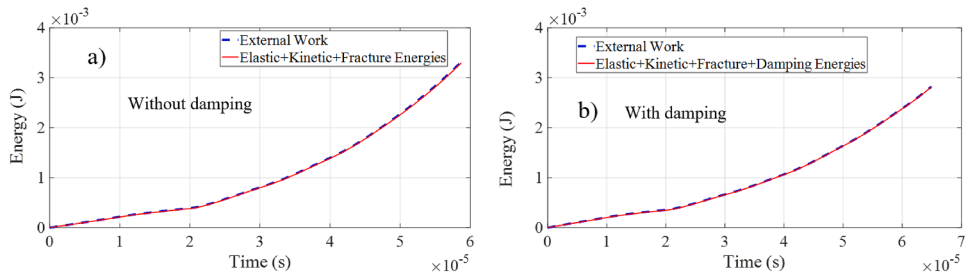 ×10⁻³
4
3
2
1
0
Energy (J)
a)
External Work
Elastic+Kinetic+Fracture Energies
Without damping
0
1
2
3
4
5
6
Time (s)
×10⁻⁵
×10⁻³
4
3
2
1
0
Energy (J)
External Work
Elastic+Kinetic+Fracture+Damping Energies
b)
With damping
0
1
2
3
4
5
6
7
Time (s)
×10⁻⁵